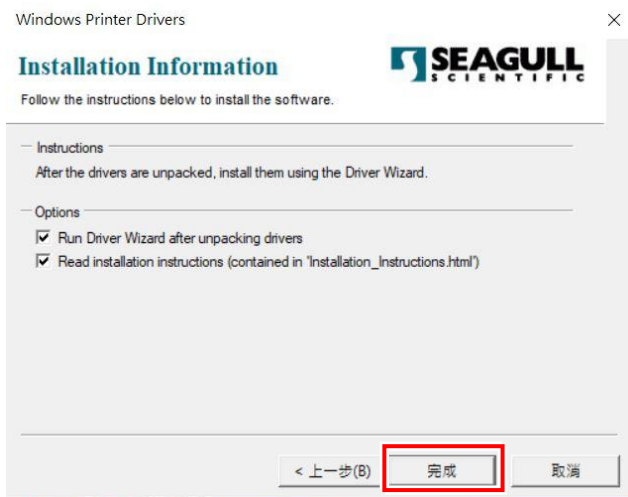 Windows Printer Drivers
Installation Information
SEAGULL
SCIENTIFIC
Follow the instructions below to install the software.
Instructions
After the drivers are unpacked, install them using the Driver Wizard.
Options
Run Driver Wizard after unpacking drivers
Read installation instructions (contained in 'Installation_Instructions.html')
< 上一步(B)
完成
取消